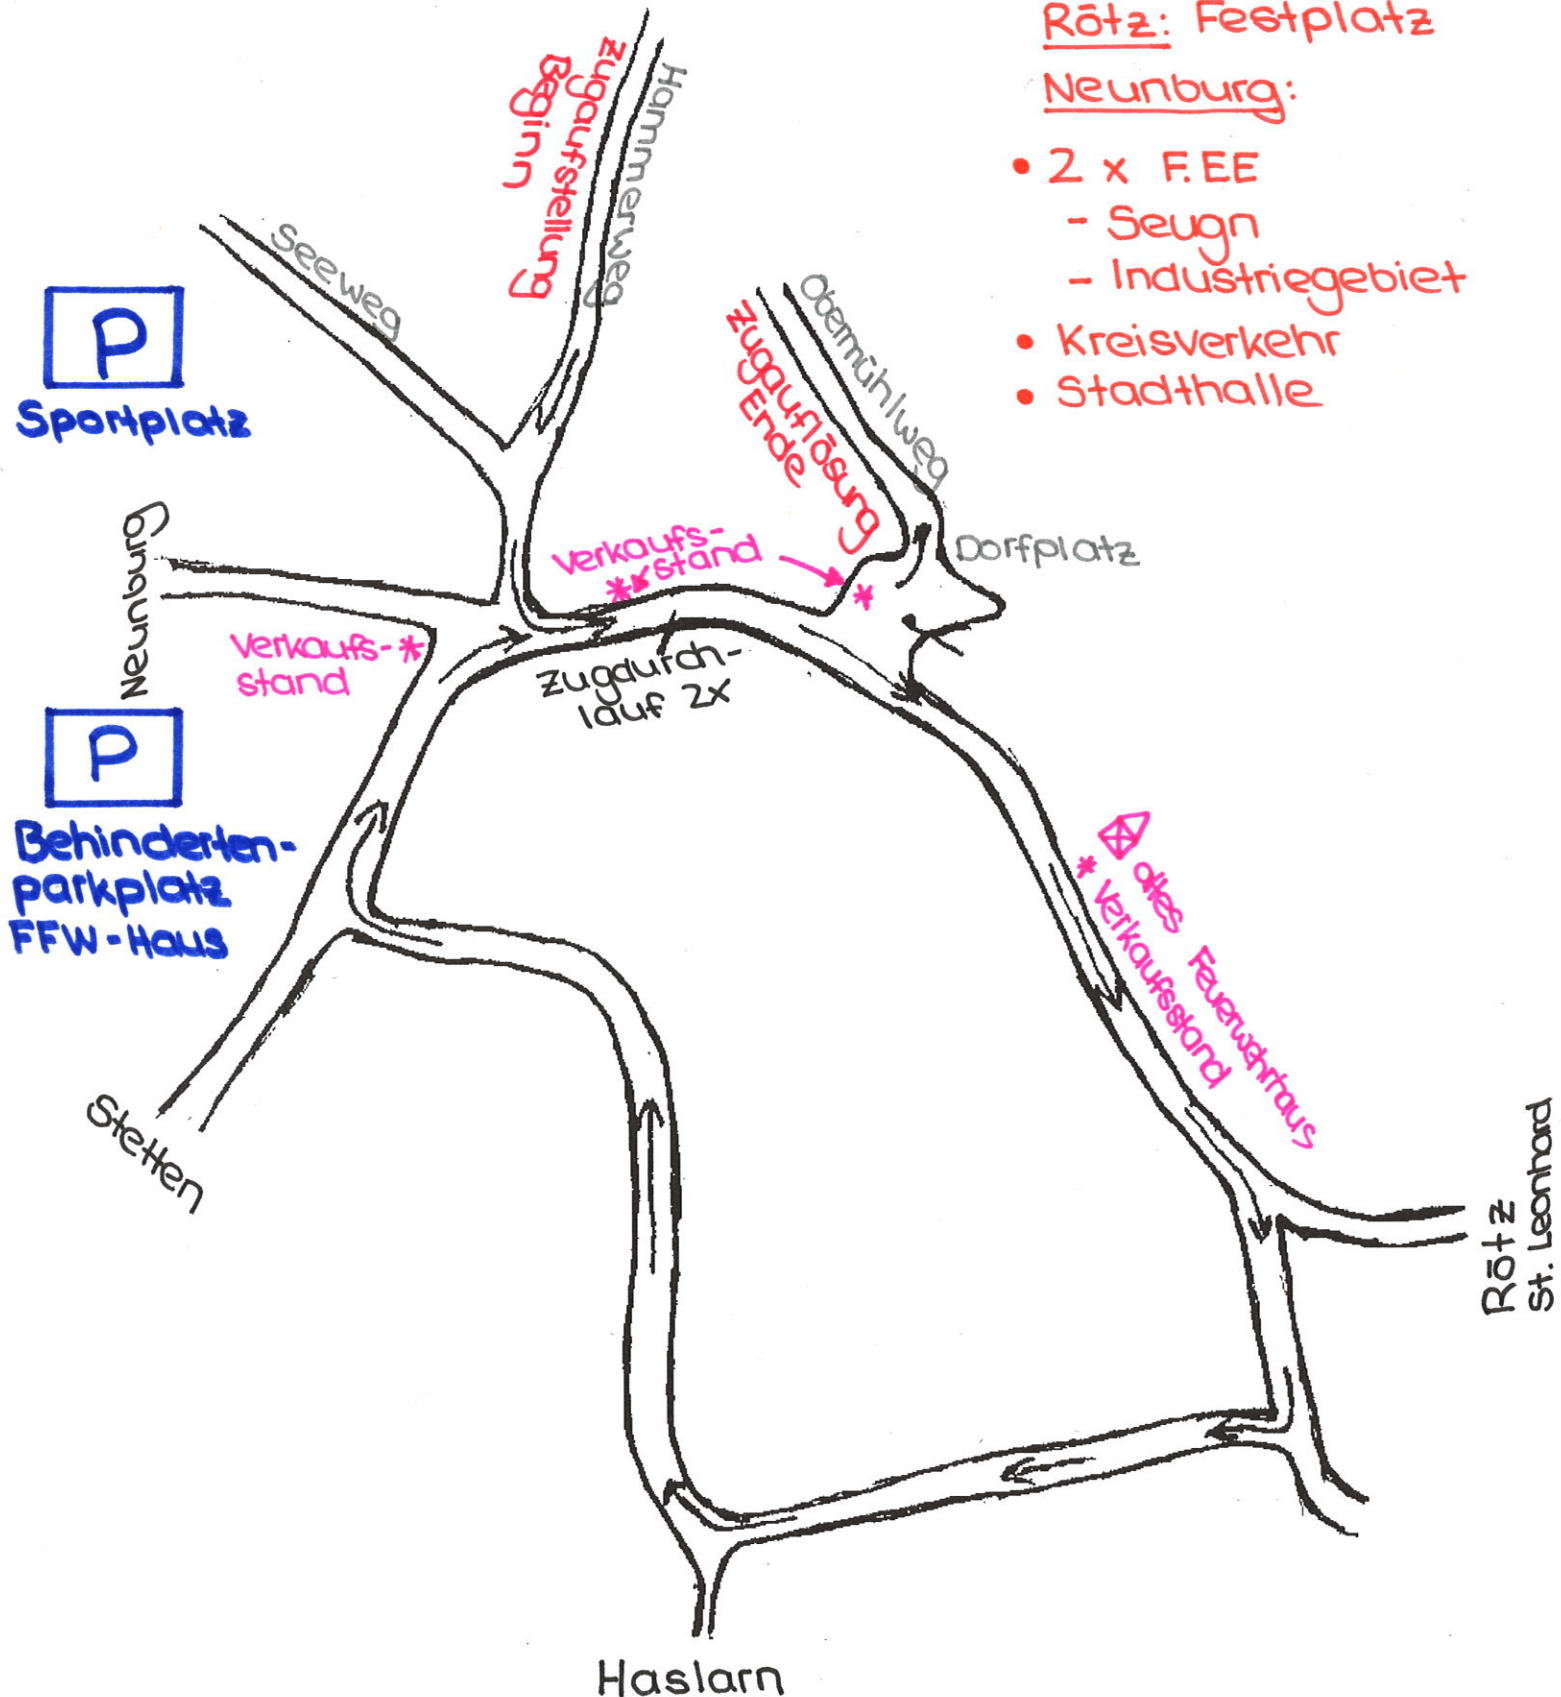 Rötz: Festplatz
Neunburg:
• 2 x F.EE
- Seugn
- Industriegebiet
• Kreisverkehr
• Stadthalle
Zugaufstellung
Beginn
Hammerweg
Seeweg
P
Sportplatz
Obermühlweg
Zugauflösung
Ende
Dorfplatz
Neunburg
Verkaufs-
stand
Verkaufs-*
stand
Zugdurch-
lauf 2x
P
Behinderten-
parkplatz
FFW-Haus
altes Feuerwehrhaus
* Verkaufsstand
Stetten
Rötz
St. Leonhard
Haslarn